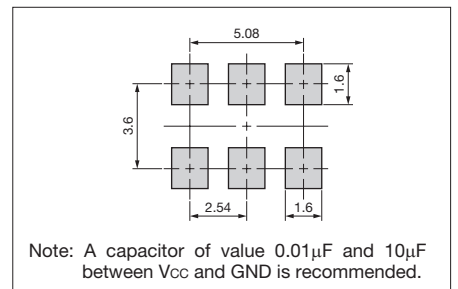 5.08
1.6
3.6
2.54
1.6
Note: A capacitor of value 0.01μF and 10μF
between Vcc and GND is recommended.